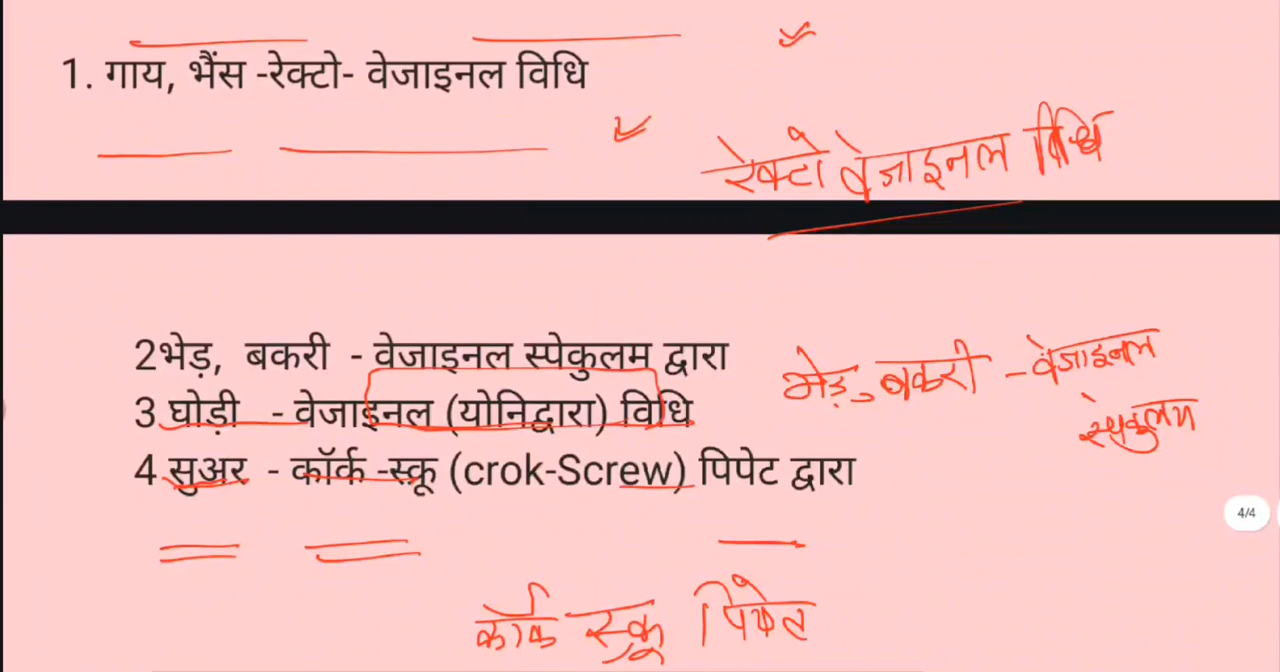 1. गाय, भैंस -रेक्टो- वेजाइनल विधि
रेक्टो वेजाइनल विधि
2भेड़, बकरी - वेजाइनल स्पेकुलम द्वारा
भेड़, बकरी - वेजाइनल
स्पेकुलम
3 घोड़ी - वेजाइनल (योनिद्वारा) विधि
4 सुअर - कॉर्क -स्क्रू (crok-Screw) पिपेट द्वारा
4/4
कॉर्क स्क्रू पिपेट